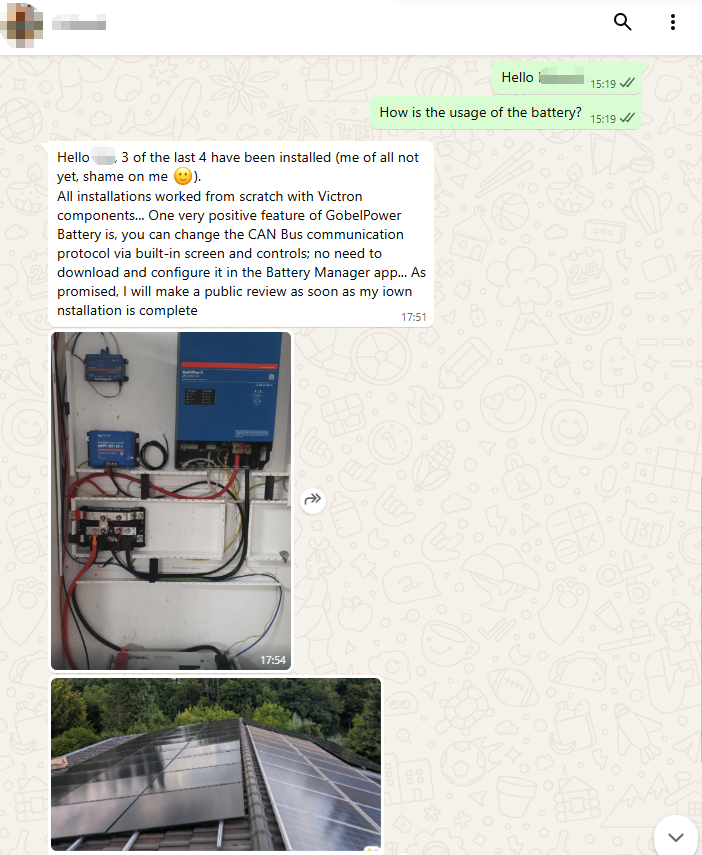 Hello
15:19
How is the usage of the battery?
15:19
Hello , 3 of the last 4 have been installed (me of all not
yet, shame on me 🙂).
All installations worked from scratch with Victron
components... One very positive feature of GobelPower
Battery is, you can change the CAN Bus communication
protocol via built-in screen and controls; no need to
download and configure it in the Battery Manager app... As
promised, I will make a public review as soon as my iown
nstallation is complete
17:51
MultiPlus-II
17:54